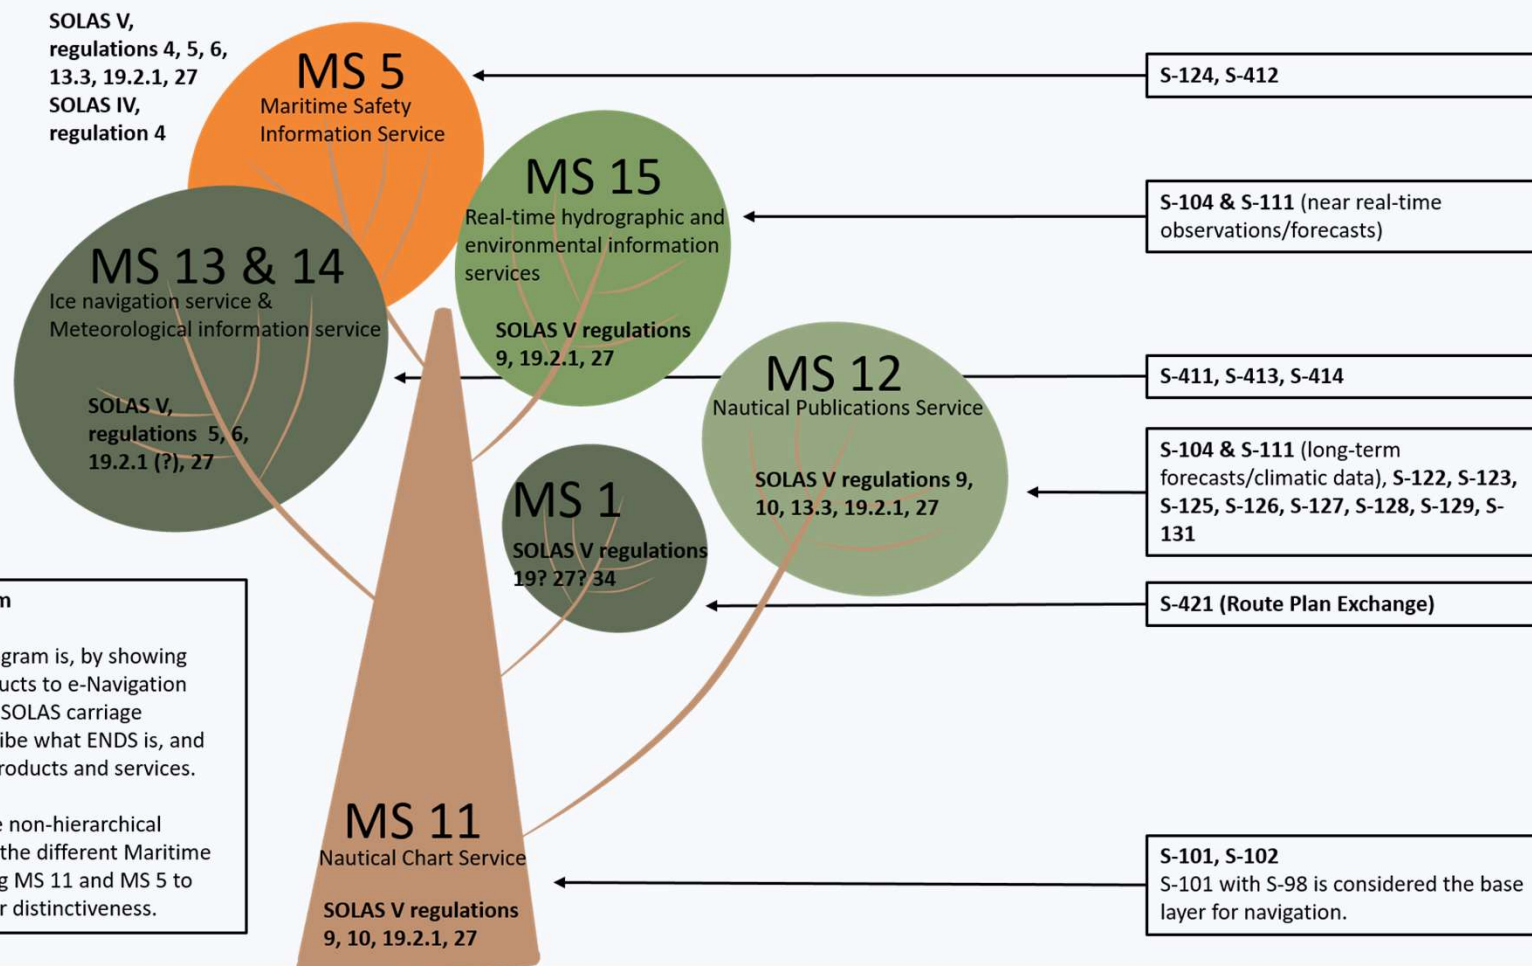 SOLAS V,
regulations 4, 5, 6,
13.3, 19.2.1, 27
SOLAS IV,
regulation 4
MS 5
Maritime Safety
Information Service
S-124, S-412
MS 15
Real-time hydrographic and
environmental information
services
SOLAS V regulations
9, 19.2.1, 27
S-104 & S-111 (near real-time
observations/forecasts)
MS 13 & 14
Ice navigation service &
Meteorological information service
SOLAS V,
regulations 5, 6,
19.2.1 (?), 27
S-411, S-413, S-414
MS 12
Nautical Publications Service
SOLAS V regulations 9,
10, 13.3, 19.2.1, 27
S-104 & S-111 (long-term
forecasts/climatic data), S-122, S-123,
S-125, S-126, S-127, S-128, S-129, S-
131
MS 1
SOLAS V regulations
19? 27? 34
S-421 (Route Plan Exchange)
is, by showing
to e-Navigation
SOLAS carriage
what ENDS is, and
products and services.
non-hierarchical
the different Maritime
MS 11 and MS 5 to
distinctiveness.
MS 11
Nautical Chart Service
SOLAS V regulations
9, 10, 19.2.1, 27
S-101, S-102
S-101 with S-98 is considered the base
layer for navigation.